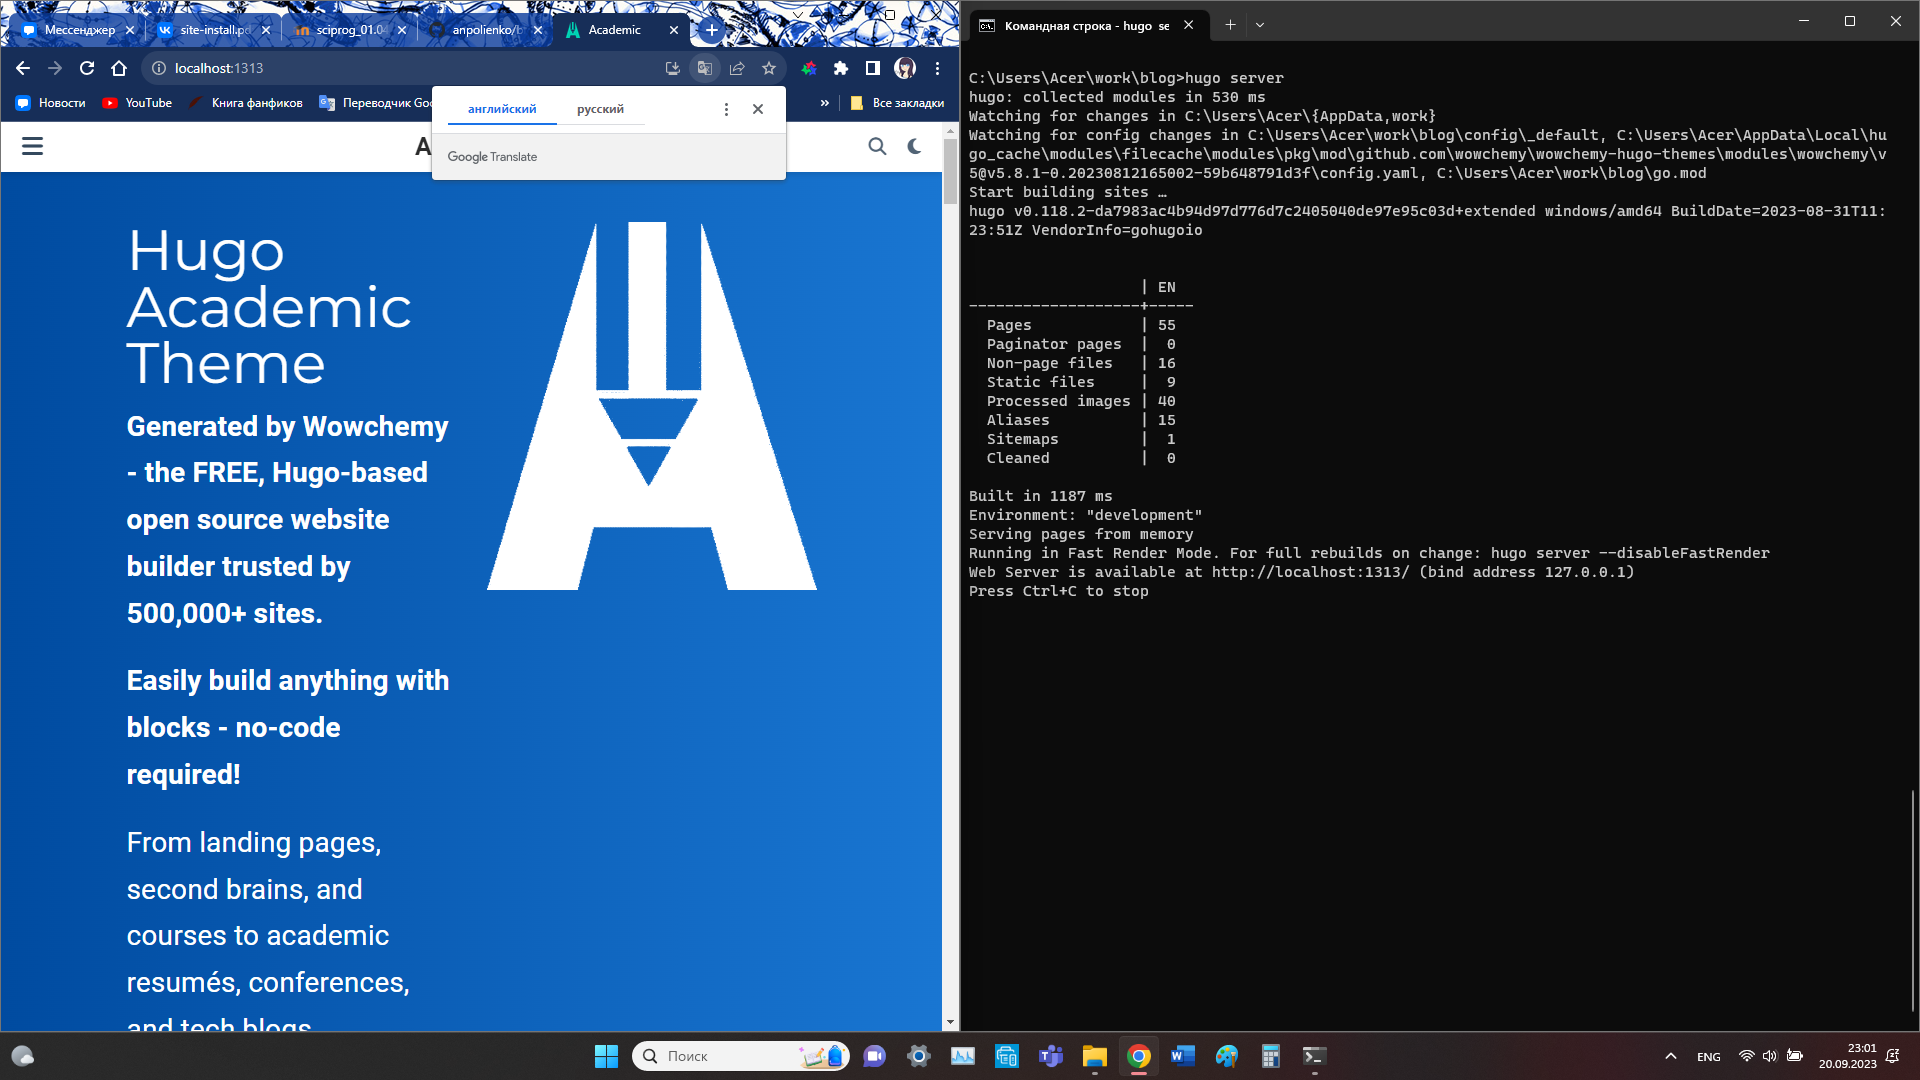 Мессенджер
site-install.pd
sciprog_01.0
anpolienko/b
Academic
localhost:1313
Новости
YouTube
Книга фанфиков
Переводчик Goo
»
Все закладки
английский
русский
Google Translate
A
Hugo
Academic
Theme
Generated by Wowchemy
- the FREE, Hugo-based
open source website
builder trusted by
500,000+ sites.
Easily build anything with
blocks - no-code
required!
From landing pages,
second brains, and
courses to academic
resumés, conferences,
and tech blogs
Командная строка - hugo se
C:\Users\Acer\work\blog>hugo server
hugo: collected modules in 530 ms
Watching for changes in C:\Users\Acer\{AppData,work}
Watching for config changes in C:\Users\Acer\work\blog\config\_default, C:\Users\Acer\AppData\Local\hu
go_cache\modules\filecache\modules\pkg\mod\github.com\wowchemy\wowchemy-hugo-themes\modules\wowchemy\v
5@v5.8.1-0.20230812165002-59b648791d3f\config.yaml, C:\Users\Acer\work\blog\go.mod
Start building sites …
hugo v0.118.2-da7983ac4b94d97d776d7c2405040de97e95c03d+extended windows/amd64 BuildDate=2023-08-31T11:
23:51Z VendorInfo=gohugoio
| EN
-------------------+-----
Pages | 55
Paginator pages | 0
Non-page files | 16
Static files | 9
Processed images | 40
Aliases | 15
Sitemaps | 1
Cleaned | 0
Built in 1187 ms
Environment: "development"
Serving pages from memory
Running in Fast Render Mode. For full rebuilds on change: hugo server --disableFastRender
Web Server is available at http://localhost:1313/ (bind address 127.0.0.1)
Press Ctrl+C to stop
Поиск
ENG
23:01
20.09.2023